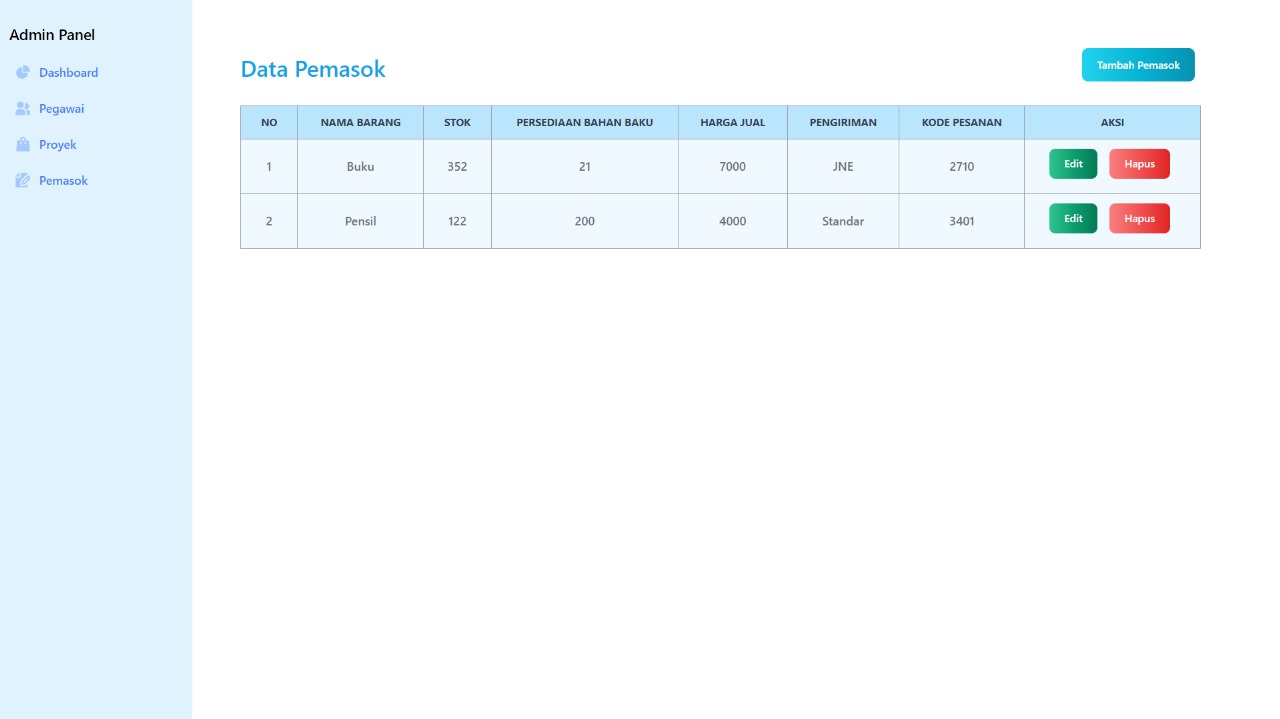 Admin Panel
Dashboard
Pegawai
Proyek
Pemasok
Data Pemasok
Tambah Pemasok
NO NAMA BARANG STOK PERSEDIAAN BAHAN BAKU HARGA JUAL PENGIRIMAN KODE PESANAN AKSI
1 Buku 352 21 7000 JNE 2710 Edit Hapus
2 Pensil 122 200 4000 Standar 3401 Edit Hapus